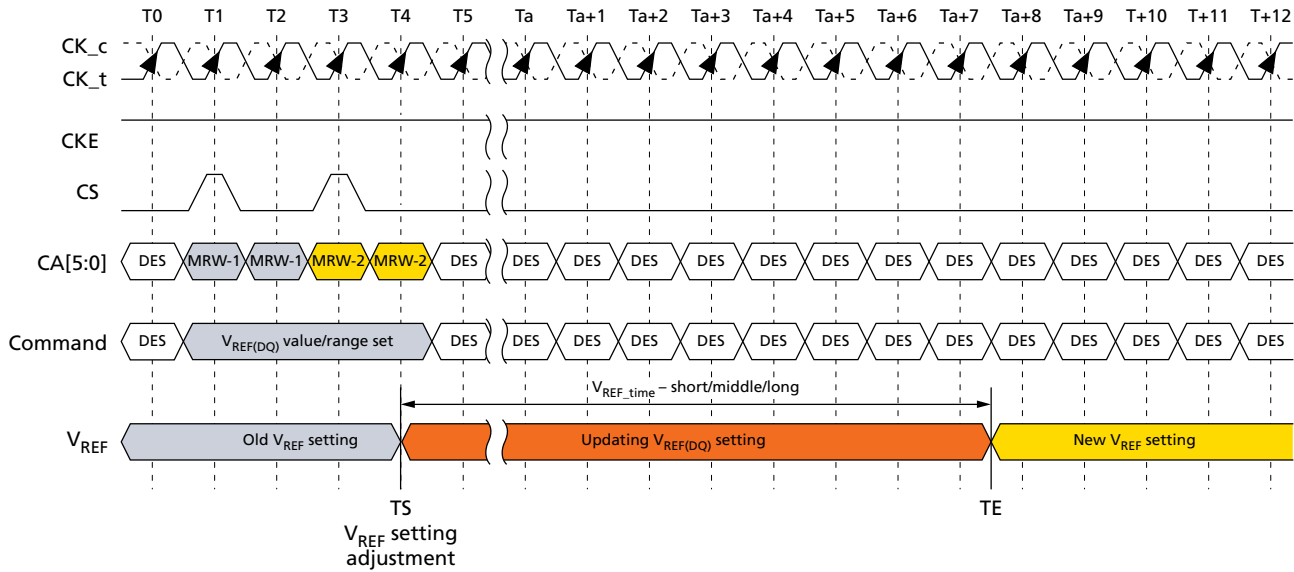 T0 T1 T2 T3 T4 T5 Ta Ta+1 Ta+2 Ta+3 Ta+4 Ta+5 Ta+6 Ta+7 Ta+8 Ta+9 T+10 T+11 T+12
CK_c
CK_t
CKE
CS
CA[5:0] DES MRW-1 MRW-1 MRW-2 MRW-2 DES DES DES DES DES DES DES DES DES DES DES DES DES DES
Command DES VREF(DQ) value/range set DES DES DES DES DES DES DES DES DES DES DES DES DES DES
VREF_time – short/middle/long
VREF Old VREF setting Updating VREF(DQ) setting New VREF setting
TS TE
VREF setting
adjustment